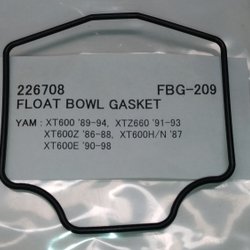 226708 FBG-209
FLOAT BOWL GASKET
YAM : XT600 '89-94, XTZ660 '91-93
XT600Z '86-88, XT600H/N '87
XT600E '90-98